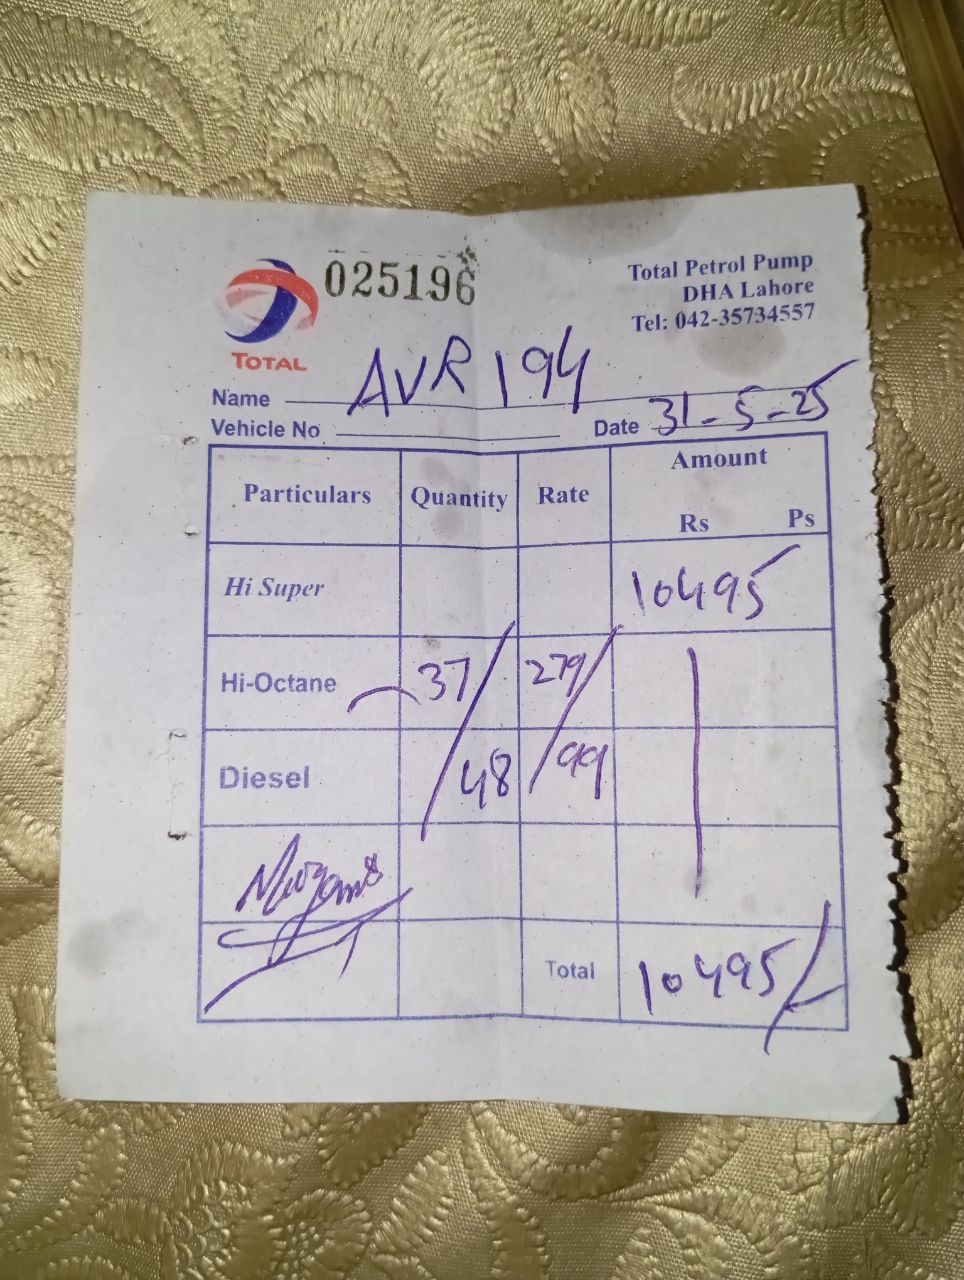 025196
Total Petrol Pump
DHA Lahore
Tel: 042-35734557
TOTAL
AVR 194
Name
Vehicle No Date 31-5-25
Particulars Quantity Rate Amount
Rs Ps
Hi Super 10495
Hi-Octane 37 279
Diesel 48 99
Total 10495/